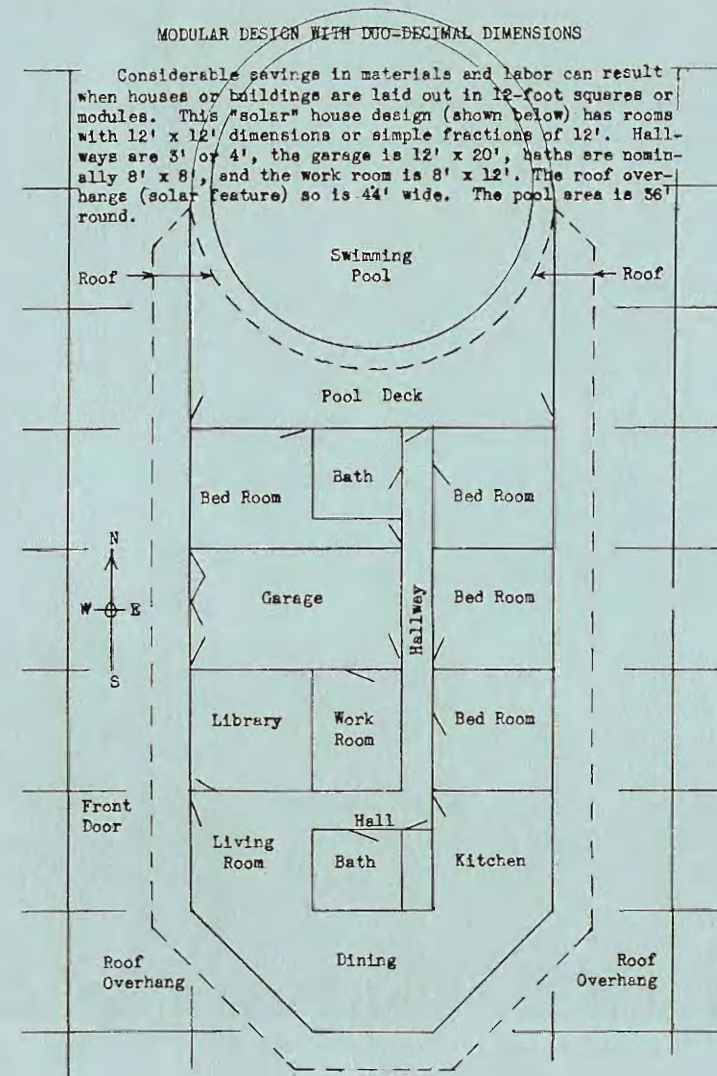 MODULAR DESIGN WITH DUO-DECIMAL DIMENSIONS
Considerable savings in materials and labor can result
when houses or buildings are laid out in 12-foot squares or
modules. This "solar" house design (shown below) has rooms
with 12' x 12' dimensions or simple fractions of 12'. Hall-
ways are 3' or 4', the garage is 12' x 20', baths are nomin-
ally 8' x 8', and the work room is 8' x 12'. The roof over-
hangs (solar feature) so is 44' wide. The pool area is 36'
round.
Swimming
Pool
Roof
Roof
Pool Deck
Bed Room
Bath
Bed Room
N
W
E
S
Garage
Hallway
Bed Room
Library
Work
Room
Bed Room
Front
Door
Hall
Living
Room
Bath
Kitchen
Dining
Roof
Overhang
Roof
Overhang